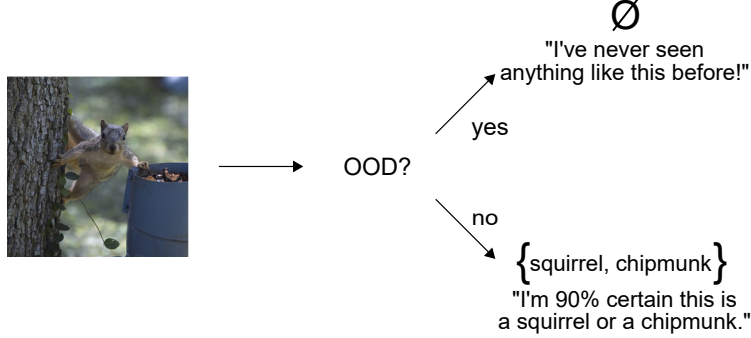 Ø
"I've never seen
anything like this before!"
yes
OOD?
no
{squirrel, chipmunk}
"I'm 90% certain this is
a squirrel or a chipmunk."